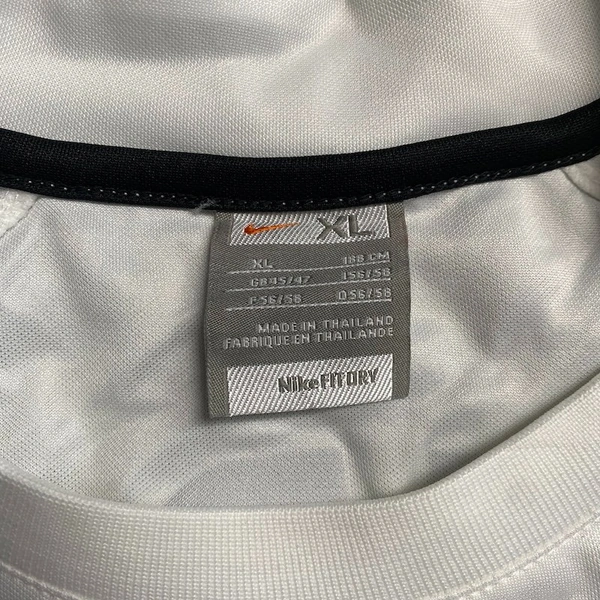 XL
XL 188 CM
GB 45/47 I 56/58
F 56/58 D 56/58
MADE IN THAILAND
FABRIQUE EN THAILANDE
Nike FIT DRY